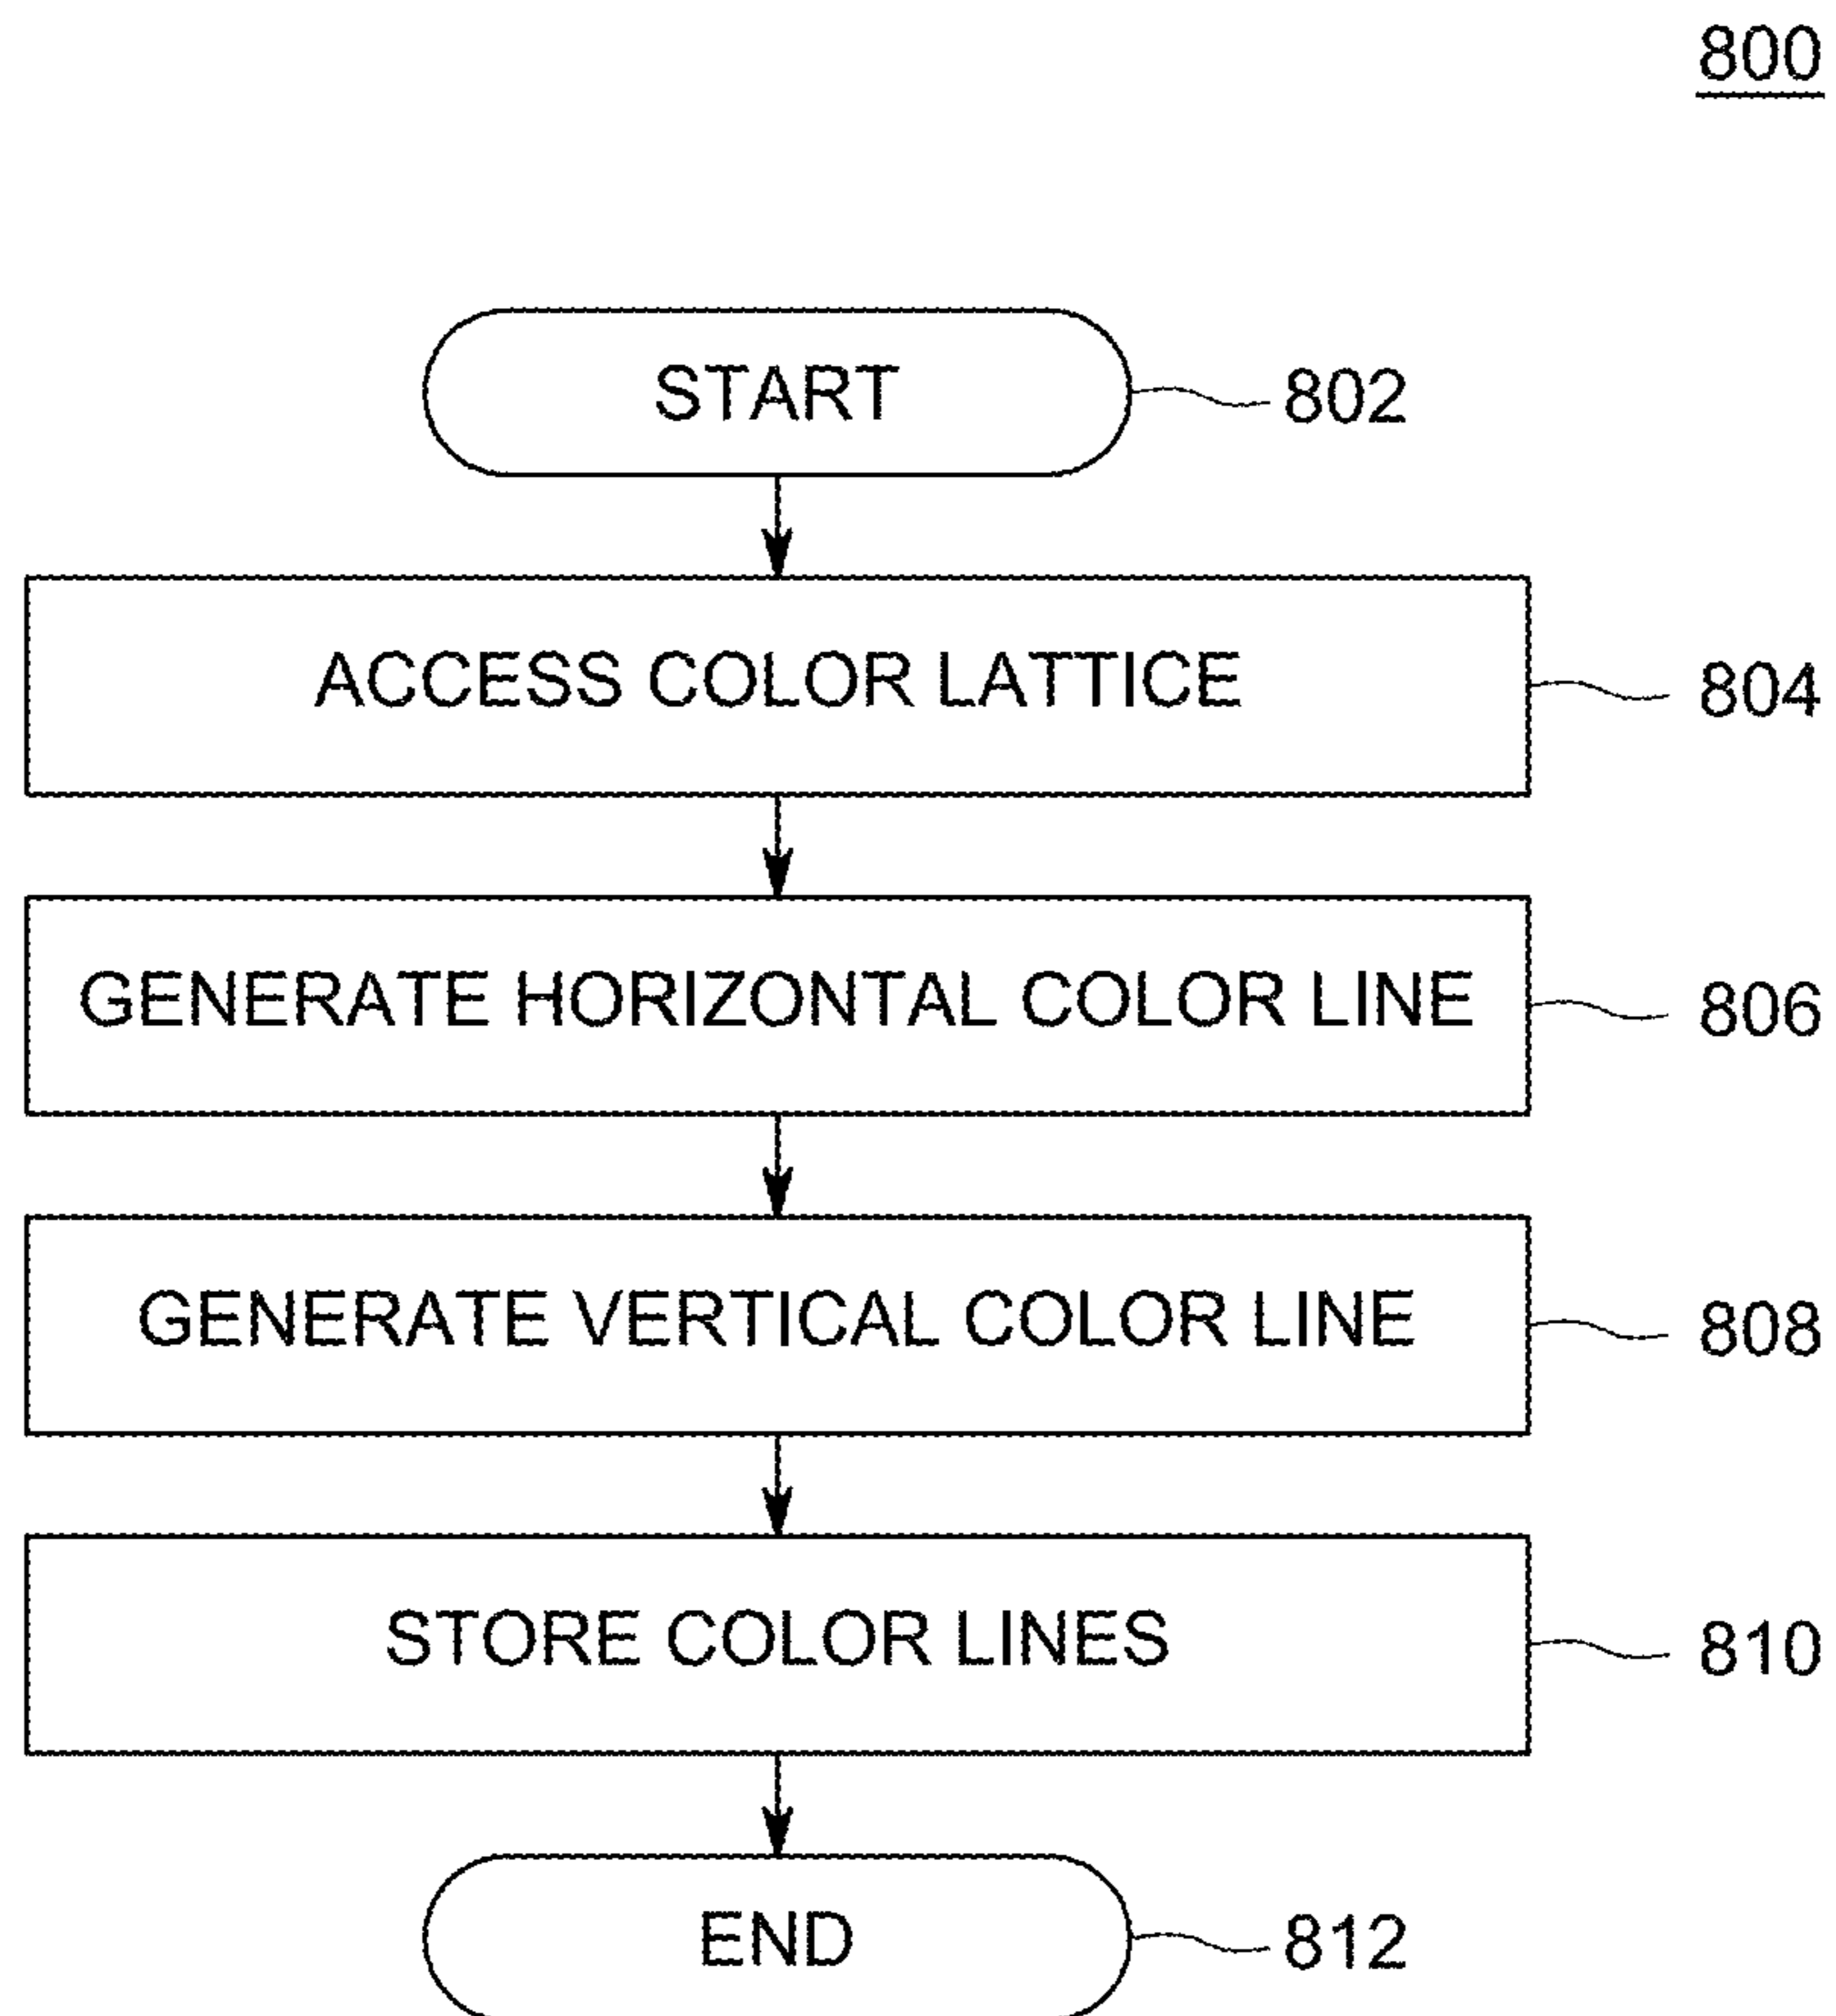 800
START
802
ACCESS COLOR LATTICE
804
GENERATE HORIZONTAL COLOR LINE
806
GENERATE VERTICAL COLOR LINE
808
STORE COLOR LINES
810
END
812